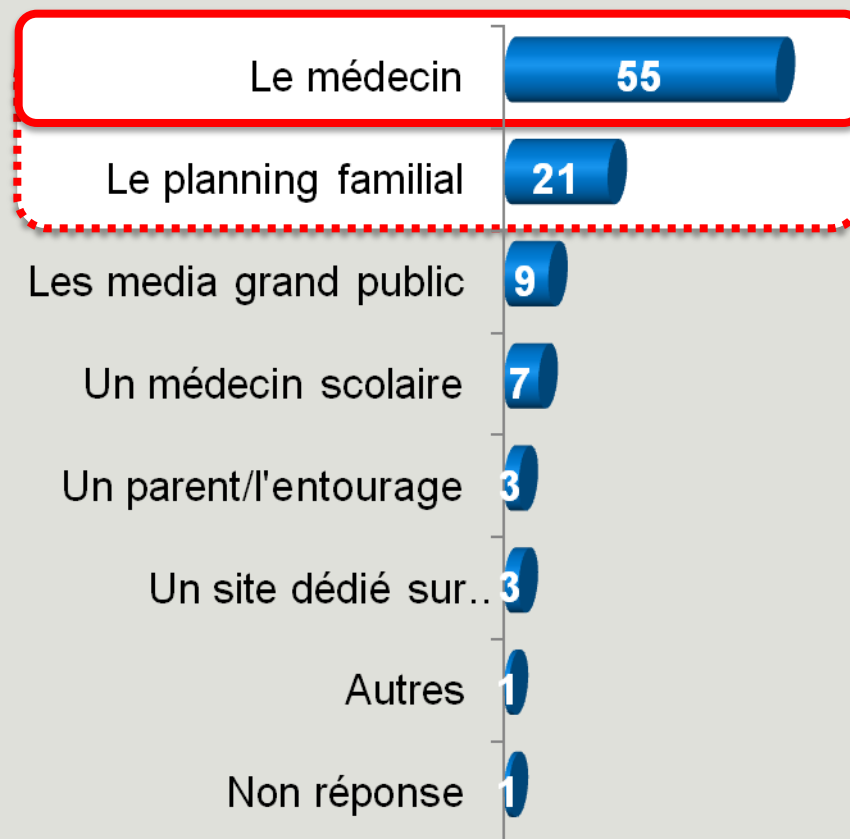 Le médecin 55
Le planning familial 21
Les media grand public 9
Un médecin scolaire 7
Un parent/l'entourage 3
Un site dédié sur.. 3
Autres 1
Non réponse 1